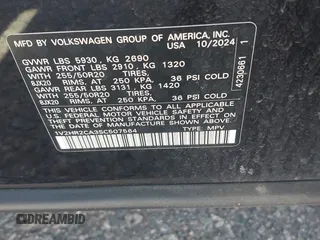 MFD BY VOLKSWAGEN GROUP OF AMERICA, INC.
USA 10/2024
GVWR LBS 5930, KG 2690
GAWR FRONT LBS 2910, KG 1320
WITH 255/50R20 TIRES,
8JX20 RIMS, AT 250 KPA. 36 PSI COLD
GAWR REAR LBS 3131 KG 1420
WITH 255/50R20 TIRES,
8JX20 RIMS, AT 250 KPA. 36 PSI COLD
THIS VEHICLE CONFORMS TO ALL APPLICABLE
U.S. FEDERAL MOTOR VEHICLE SAFETY
AND THEFT PREVENTION STANDARDS IN
EFFECT ON THE DATE OF MANUFACTURE
SHOWN ABOVE.
1V2HR2CA3SC507564 TYPE: MPV
4230661 1
DREAMBID